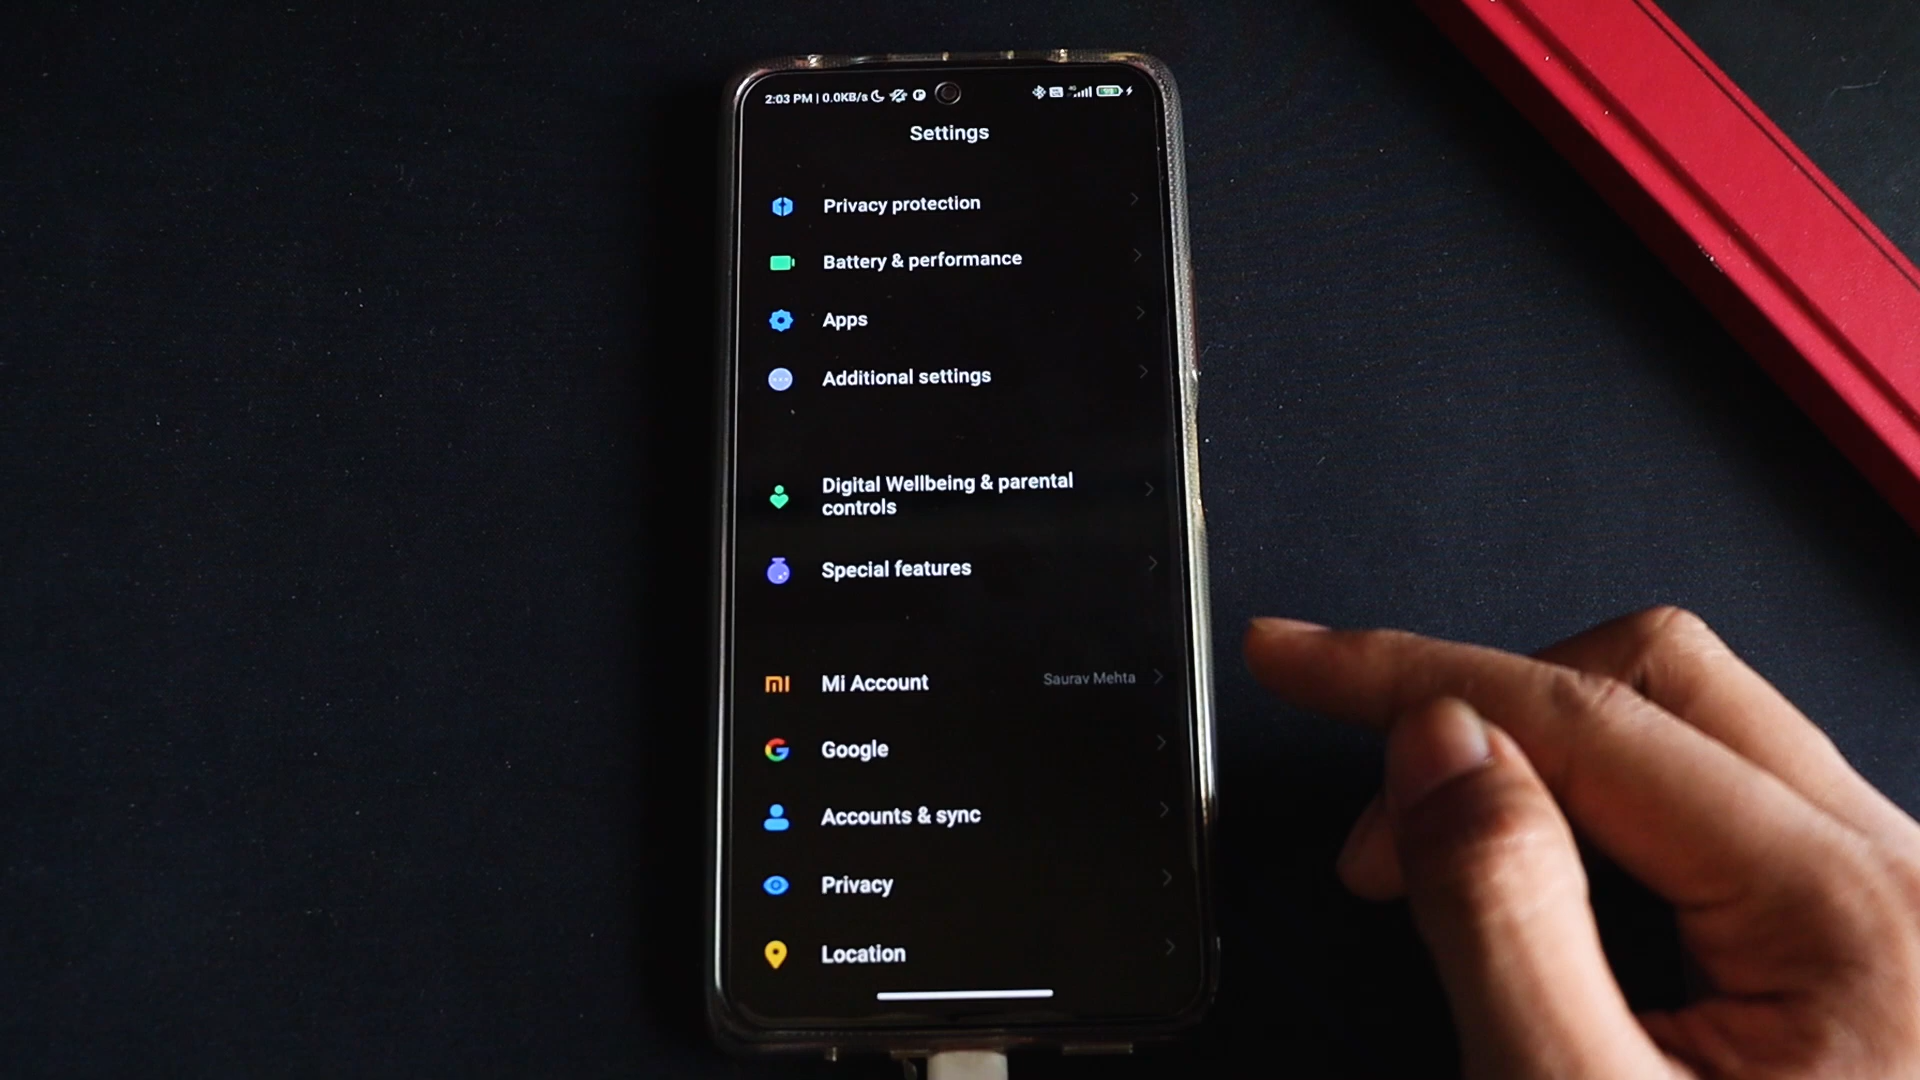 2:03 PM | 0.0KB/s
Settings
Privacy protection
Battery & performance
Apps
Additional settings
Digital Wellbeing & parental
controls
Special features
Mi Account
Saurav Mehta
Google
Accounts & sync
Privacy
Location